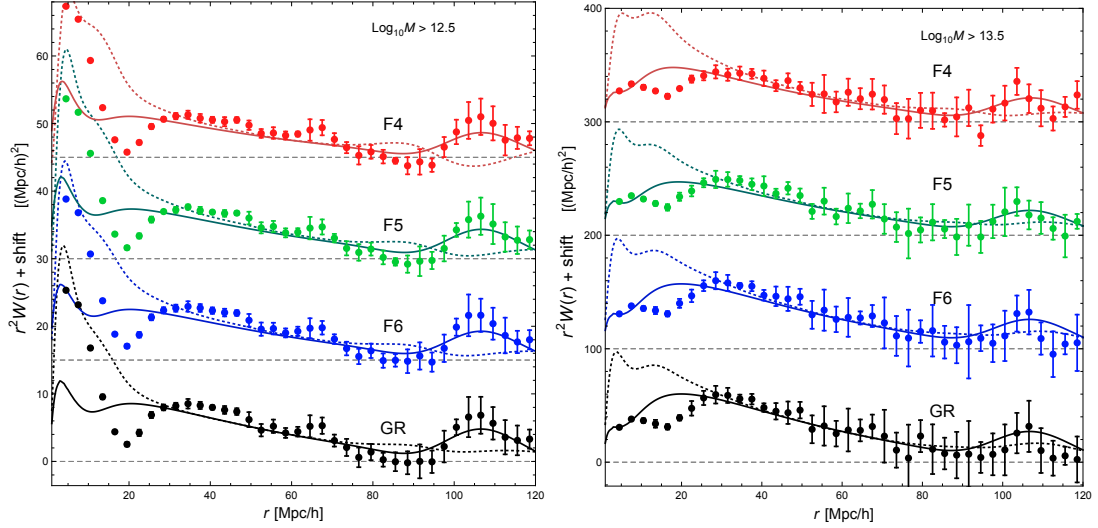 Log₁₀M > 12.5
F4
F5
F6
GR
r²W(r) + shift [(Mpc/h)²]
0
10
20
30
40
50
60
20
40
60
80
100
120
r [Mpc/h]
Log₁₀M > 13.5
F4
F5
F6
GR
r²W(r) + shift [(Mpc/h)²]
0
100
200
300
400
0
20
40
60
80
100
120
r [Mpc/h]